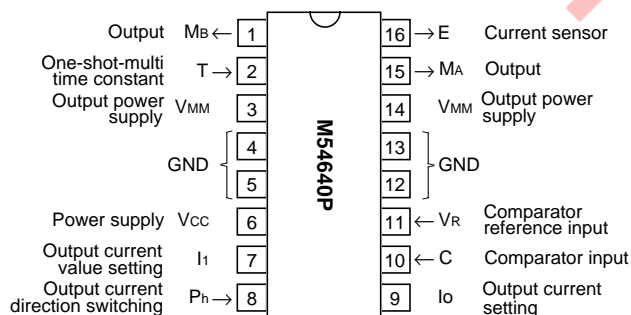 Output MB ← 1
One-shot-multi
time constant T → 2
Output power
supply VMM 3
4
GND
5
Power supply VCC 6
Output current
value setting I1 7
Output current
direction switching Ph → 8
M54640P
16 → E Current sensor
15 → MA Output
14 VMM Output power
supply
13
GND
12
11 ← VR Comparator
reference input
10 ← C Comparator input
9 Io Output current
setting